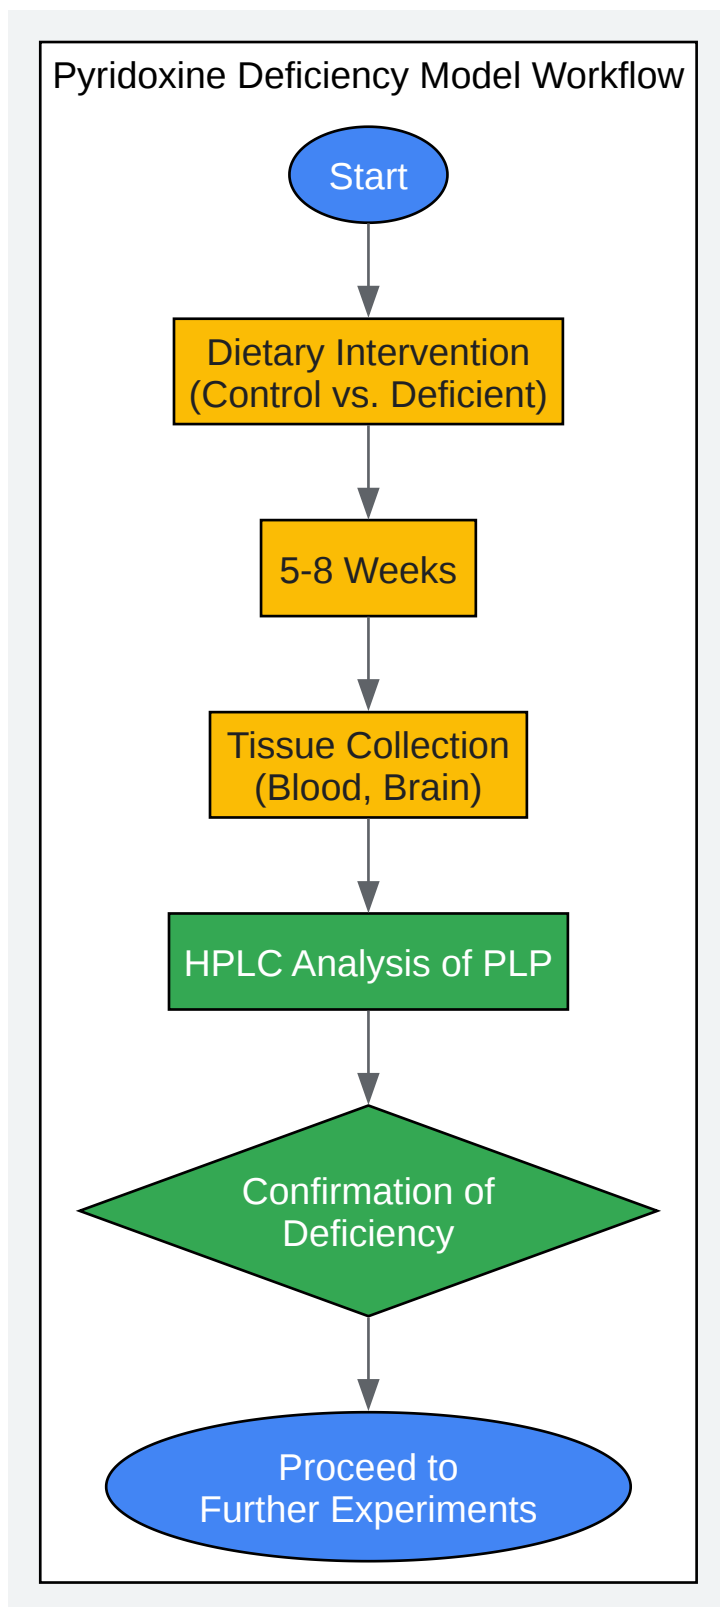 Pyridoxine Deficiency Model Workflow
Start
Dietary Intervention
(Control vs. Deficient)
5-8 Weeks
Tissue Collection
(Blood, Brain)
HPLC Analysis of PLP
Confirmation of
Deficiency
Proceed to
Further Experiments